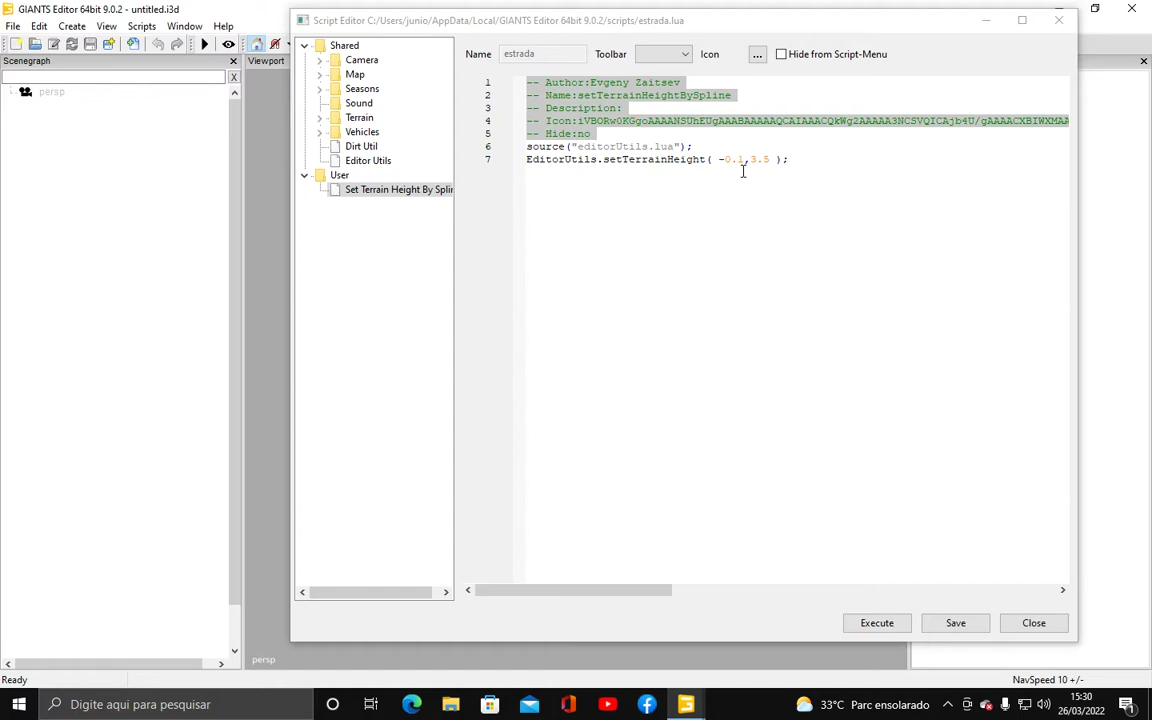 GIANTS Editor 64bit 9.0.2 - untitled.i3d
File Edit Create View Scripts Window Help
Scenegraph
X
persp
Viewport
Script Editor C:/Users/junio/AppData/Local/GIANTS Editor 64bit 9.0.2/scripts/estrada.lua
Shared
Camera
Map
Seasons
Sound
Terrain
Vehicles
Dirt Util
Editor Utils
User
Set Terrain Height By Splin
Name estrada Toolbar Icon ... Hide from Script-Menu
1 -- Author:Evgeny Zaitsev
2 -- Name:setTerrainHeightBySpline
3 -- Description:
4 -- Icon:iVBORw0KGgoAAAANSUhEUgAAABAAAAAQCAIAAACQkWg2AAAAA3NCSVQICAjb4U/gAAAACXBIWXMAA
5 -- Hide:no
6 source("editorUtils.lua");
7 EditorUtils.setTerrainHeight( -0.1,3.5 );
Execute Save Close
persp
Ready
NavSpeed 10 +/-
Digite aqui para pesquisar
33°C Parc ensolarado
15:30
26/03/2022
1